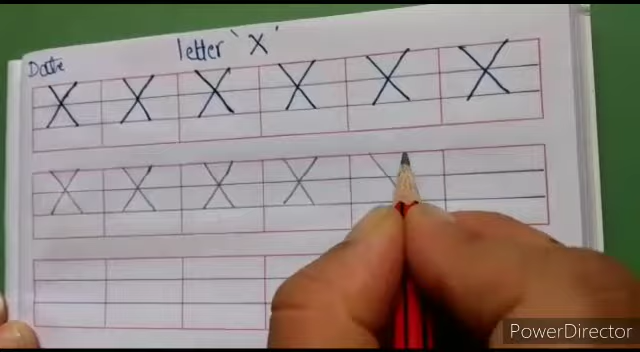 letter 'X'
Date
X X X X X X
X X X X
PowerDirector